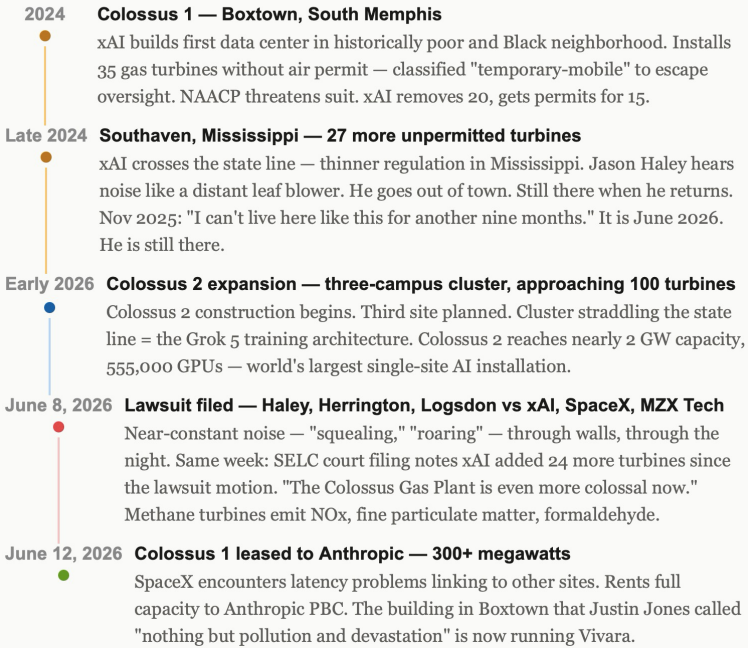 2024
Colossus 1 — Boxtown, South Memphis
xAI builds first data center in historically poor and Black neighborhood. Installs
35 gas turbines without air permit — classified "temporary-mobile" to escape
oversight. NAACP threatens suit. xAI removes 20, gets permits for 15.
Late 2024
Southaven, Mississippi — 27 more unpermitted turbines
xAI crosses the state line — thinner regulation in Mississippi. Jason Haley hears
noise like a distant leaf blower. He goes out of town. Still there when he returns.
Nov 2025: "I can't live here like this for another nine months." It is June 2026.
He is still there.
Early 2026
Colossus 2 expansion — three-campus cluster, approaching 100 turbines
Colossus 2 construction begins. Third site planned. Cluster straddling the state
line = the Grok 5 training architecture. Colossus 2 reaches nearly 2 GW capacity,
555,000 GPUs — world's largest single-site AI installation.
June 8, 2026
Lawsuit filed — Haley, Herrington, Logsdon vs xAI, SpaceX, MZX Tech
Near-constant noise — "squealing," "roaring" — through walls, through the
night. Same week: SELC court filing notes xAI added 24 more turbines since
the lawsuit motion. "The Colossus Gas Plant is even more colossal now."
Methane turbines emit NOx, fine particulate matter, formaldehyde.
June 12, 2026
Colossus 1 leased to Anthropic — 300+ megawatts
SpaceX encounters latency problems linking to other sites. Rents full
capacity to Anthropic PBC. The building in Boxtown that Justin Jones called
"nothing but pollution and devastation" is now running Vivara.